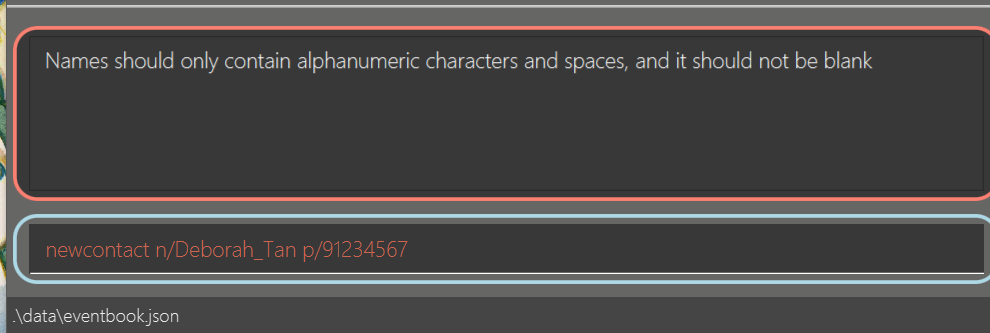 Names should only contain alphanumeric characters and spaces, and it should not be blank
newcontact n/Deborah_Tan p/91234567
.\data\eventbook.json